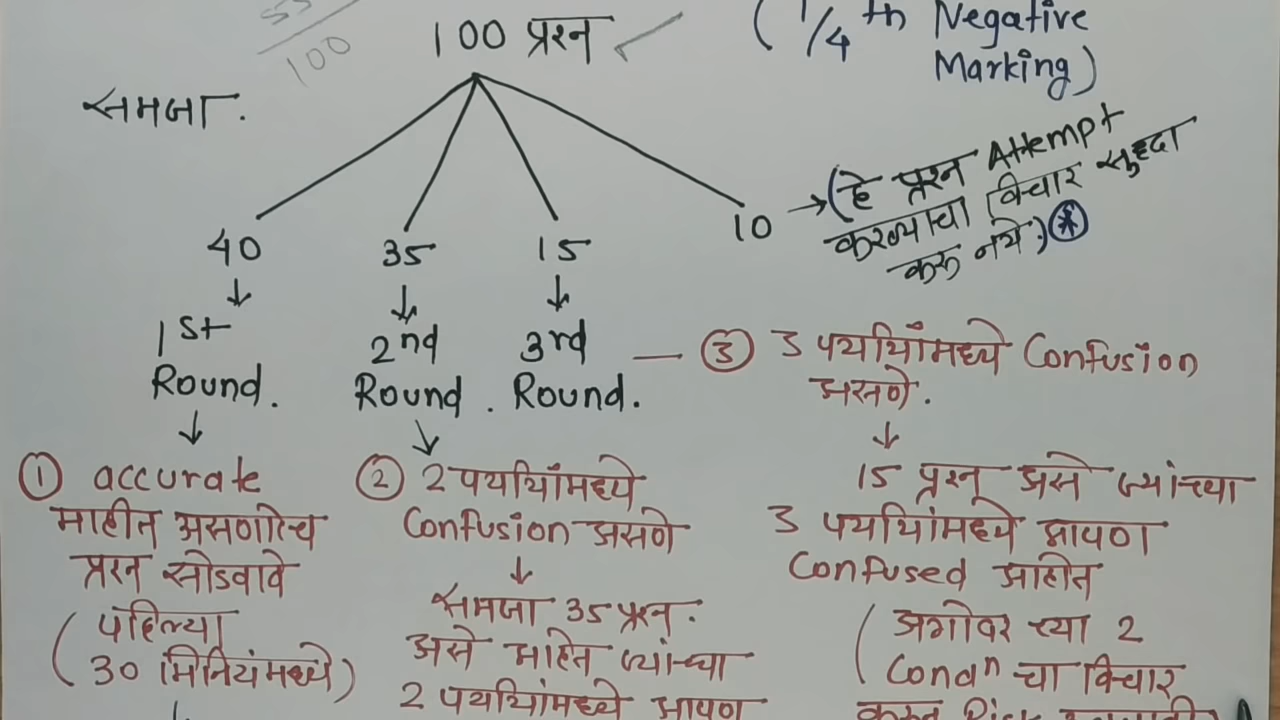 100 प्रश्न
(1/4th Negative
Marking)
100
समजा.
40
35
15
10 → (हे प्रश्न Attempt
करण्याचा विचार सुद्दा
करू नये.)*
1st
Round.
2nd
Round.
3rd
Round.
① accurate
माहीत असणारेच
प्रश्न सोडवावे
(पहिल्या
30 मिनिटांमध्ये)
② 2 पर्यायांमध्ये
Confusion असणे
समजा 35 प्रश्न.
असे माहित ज्यांच्या
2 पर्यायांमध्ये आपण
— ③ 3 पर्यायांमध्ये Confusion
असणे.
15 प्रश्न असे ज्यांच्या
3 पर्यायांमध्ये आपण
Confused आहोत
(अगोदर च्या 2
Condn चा विचार
करून Risk